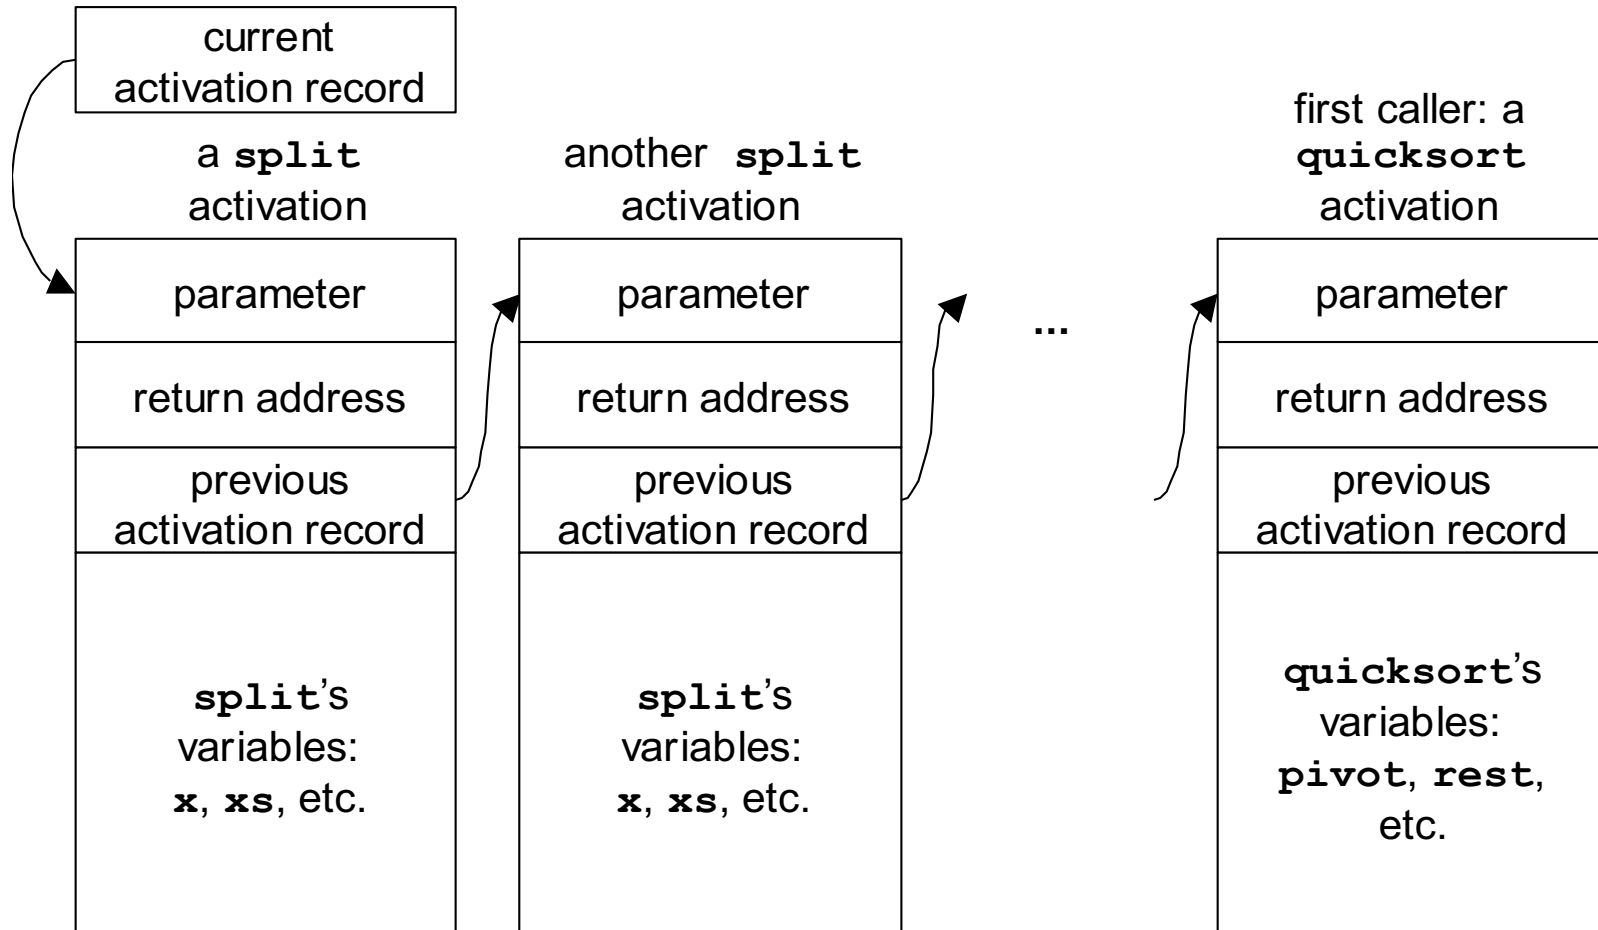 current
activation record
a split
activation
parameter
return address
previous
activation record
split’s
variables:
x, xs, etc.
another split
activation
parameter
return address
previous
activation record
split’s
variables:
x, xs, etc.
...
first caller: a
quicksort
activation
parameter
return address
previous
activation record
quicksort’s
variables:
pivot, rest,
etc.